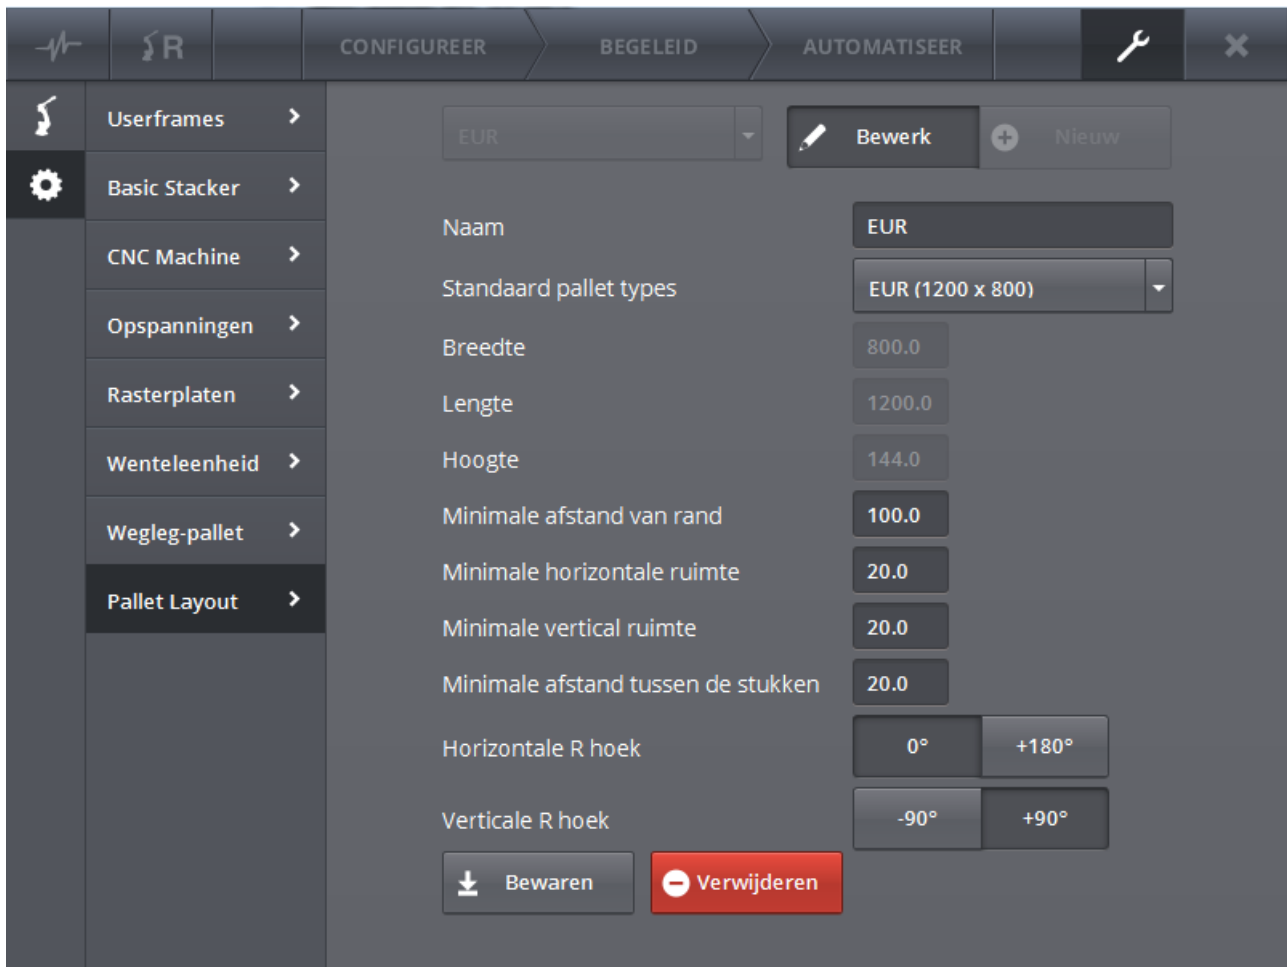 R CONFIGUREER BEGELEID AUTOMATISEER
Userframes
Basic Stacker
CNC Machine
Opspanningen
Rasterplaten
Wenteleenheid
Wegleg-pallet
Pallet Layout
EUR Bewerk Nieuw
Naam EUR
Standaard pallet types EUR (1200 x 800)
Breedte 800.0
Lengte 1200.0
Hoogte 144.0
Minimale afstand van rand 100.0
Minimale horizontale ruimte 20.0
Minimale vertical ruimte 20.0
Minimale afstand tussen de stukken 20.0
Horizontale R hoek 0° +180°
Verticale R hoek -90° +90°
Bewaren Verwijderen